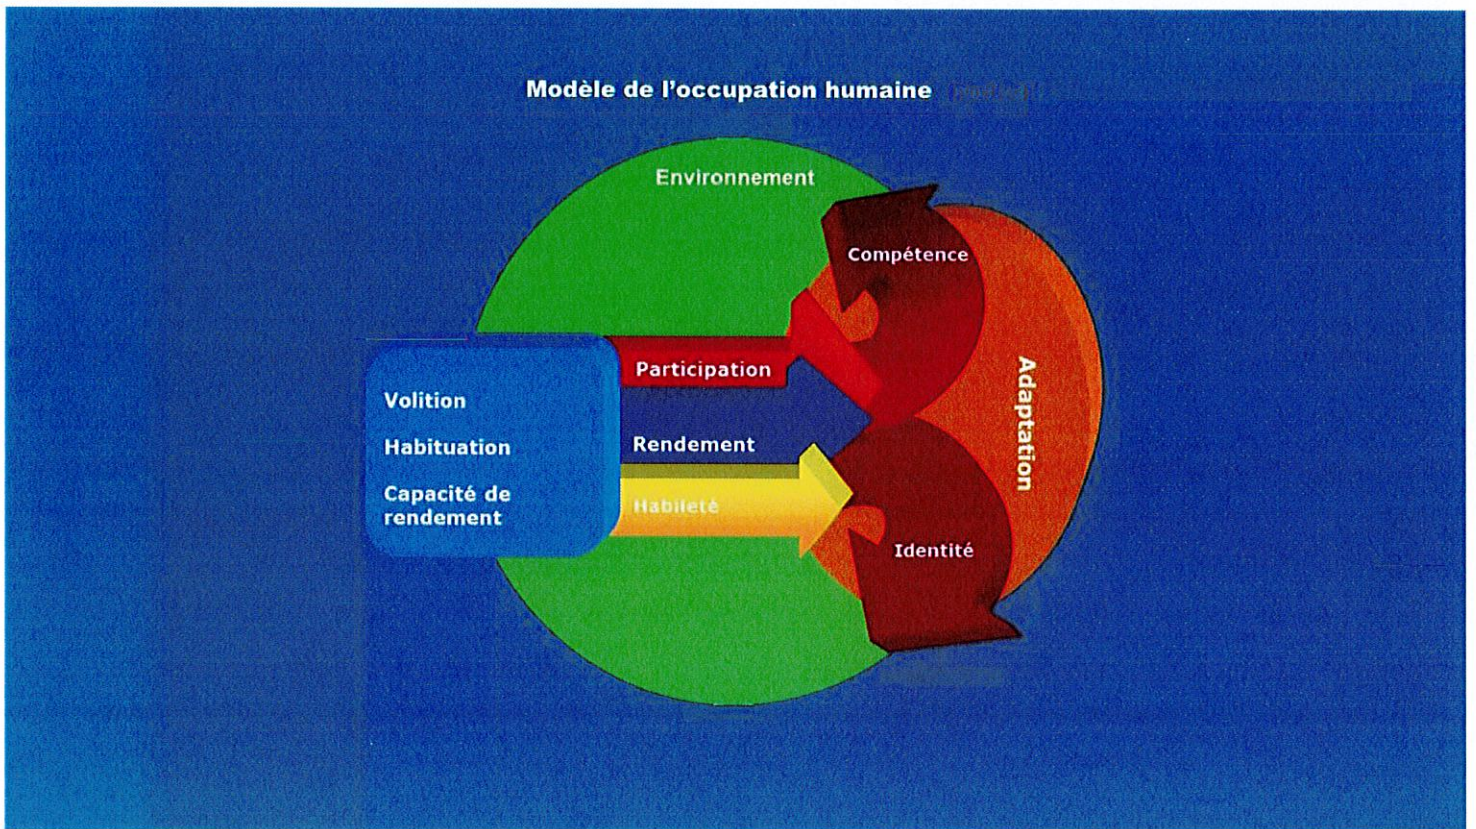 Modèle de l'occupation humaine
Environnement
Compétence
Participation
Volition
Adaptation
Habituation
Rendement
Capacité de
rendement
Habileté
Identité